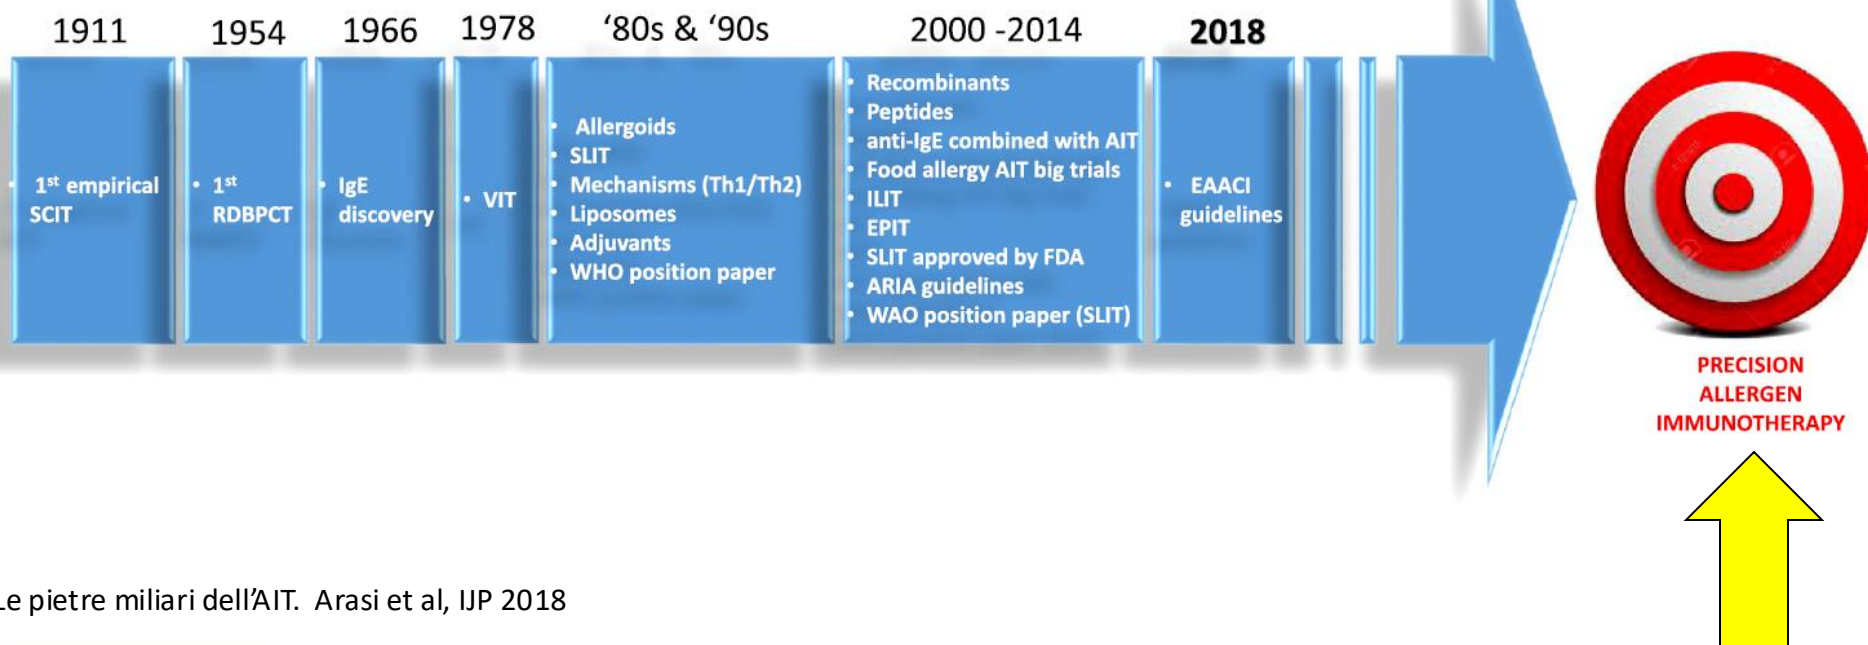 1911
1954
1966
1978
‘80s & ‘90s
2000 -2014
2018
• 1st empirical
SCIT
• 1st
RDBPCT
• IgE
discovery
• VIT
• Allergoids
• SLIT
• Mechanisms (Th1/Th2)
• Liposomes
• Adjuvants
• WHO position paper
• Recombinants
• Peptides
• anti-IgE combined with AIT
• Food allergy AIT big trials
• ILIT
• EPIT
• SLIT approved by FDA
• ARIA guidelines
• WAO position paper (SLIT)
• EAACI
guidelines
PRECISION
ALLERGEN
IMMUNOTHERAPY
Le pietre miliari dell’AIT. Arasi et al, IJP 2018